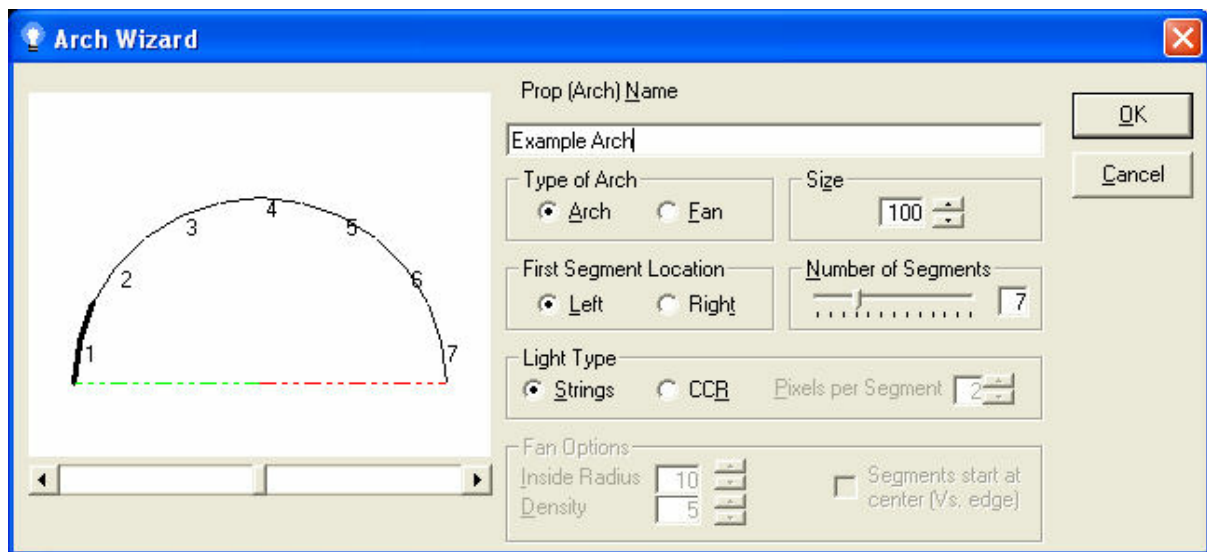 Arch Wizard
Prop (Arch) Name
Example Arch
OK
Cancel
Type of Arch
Arch Fan
Size
100
First Segment Location
Left Right
Number of Segments
7
Light Type
Strings CCR Pixels per Segment 2
Fan Options
Inside Radius 10
Density 5
Segments start at
center (Vs. edge)
1
2
3
4
5
6
7